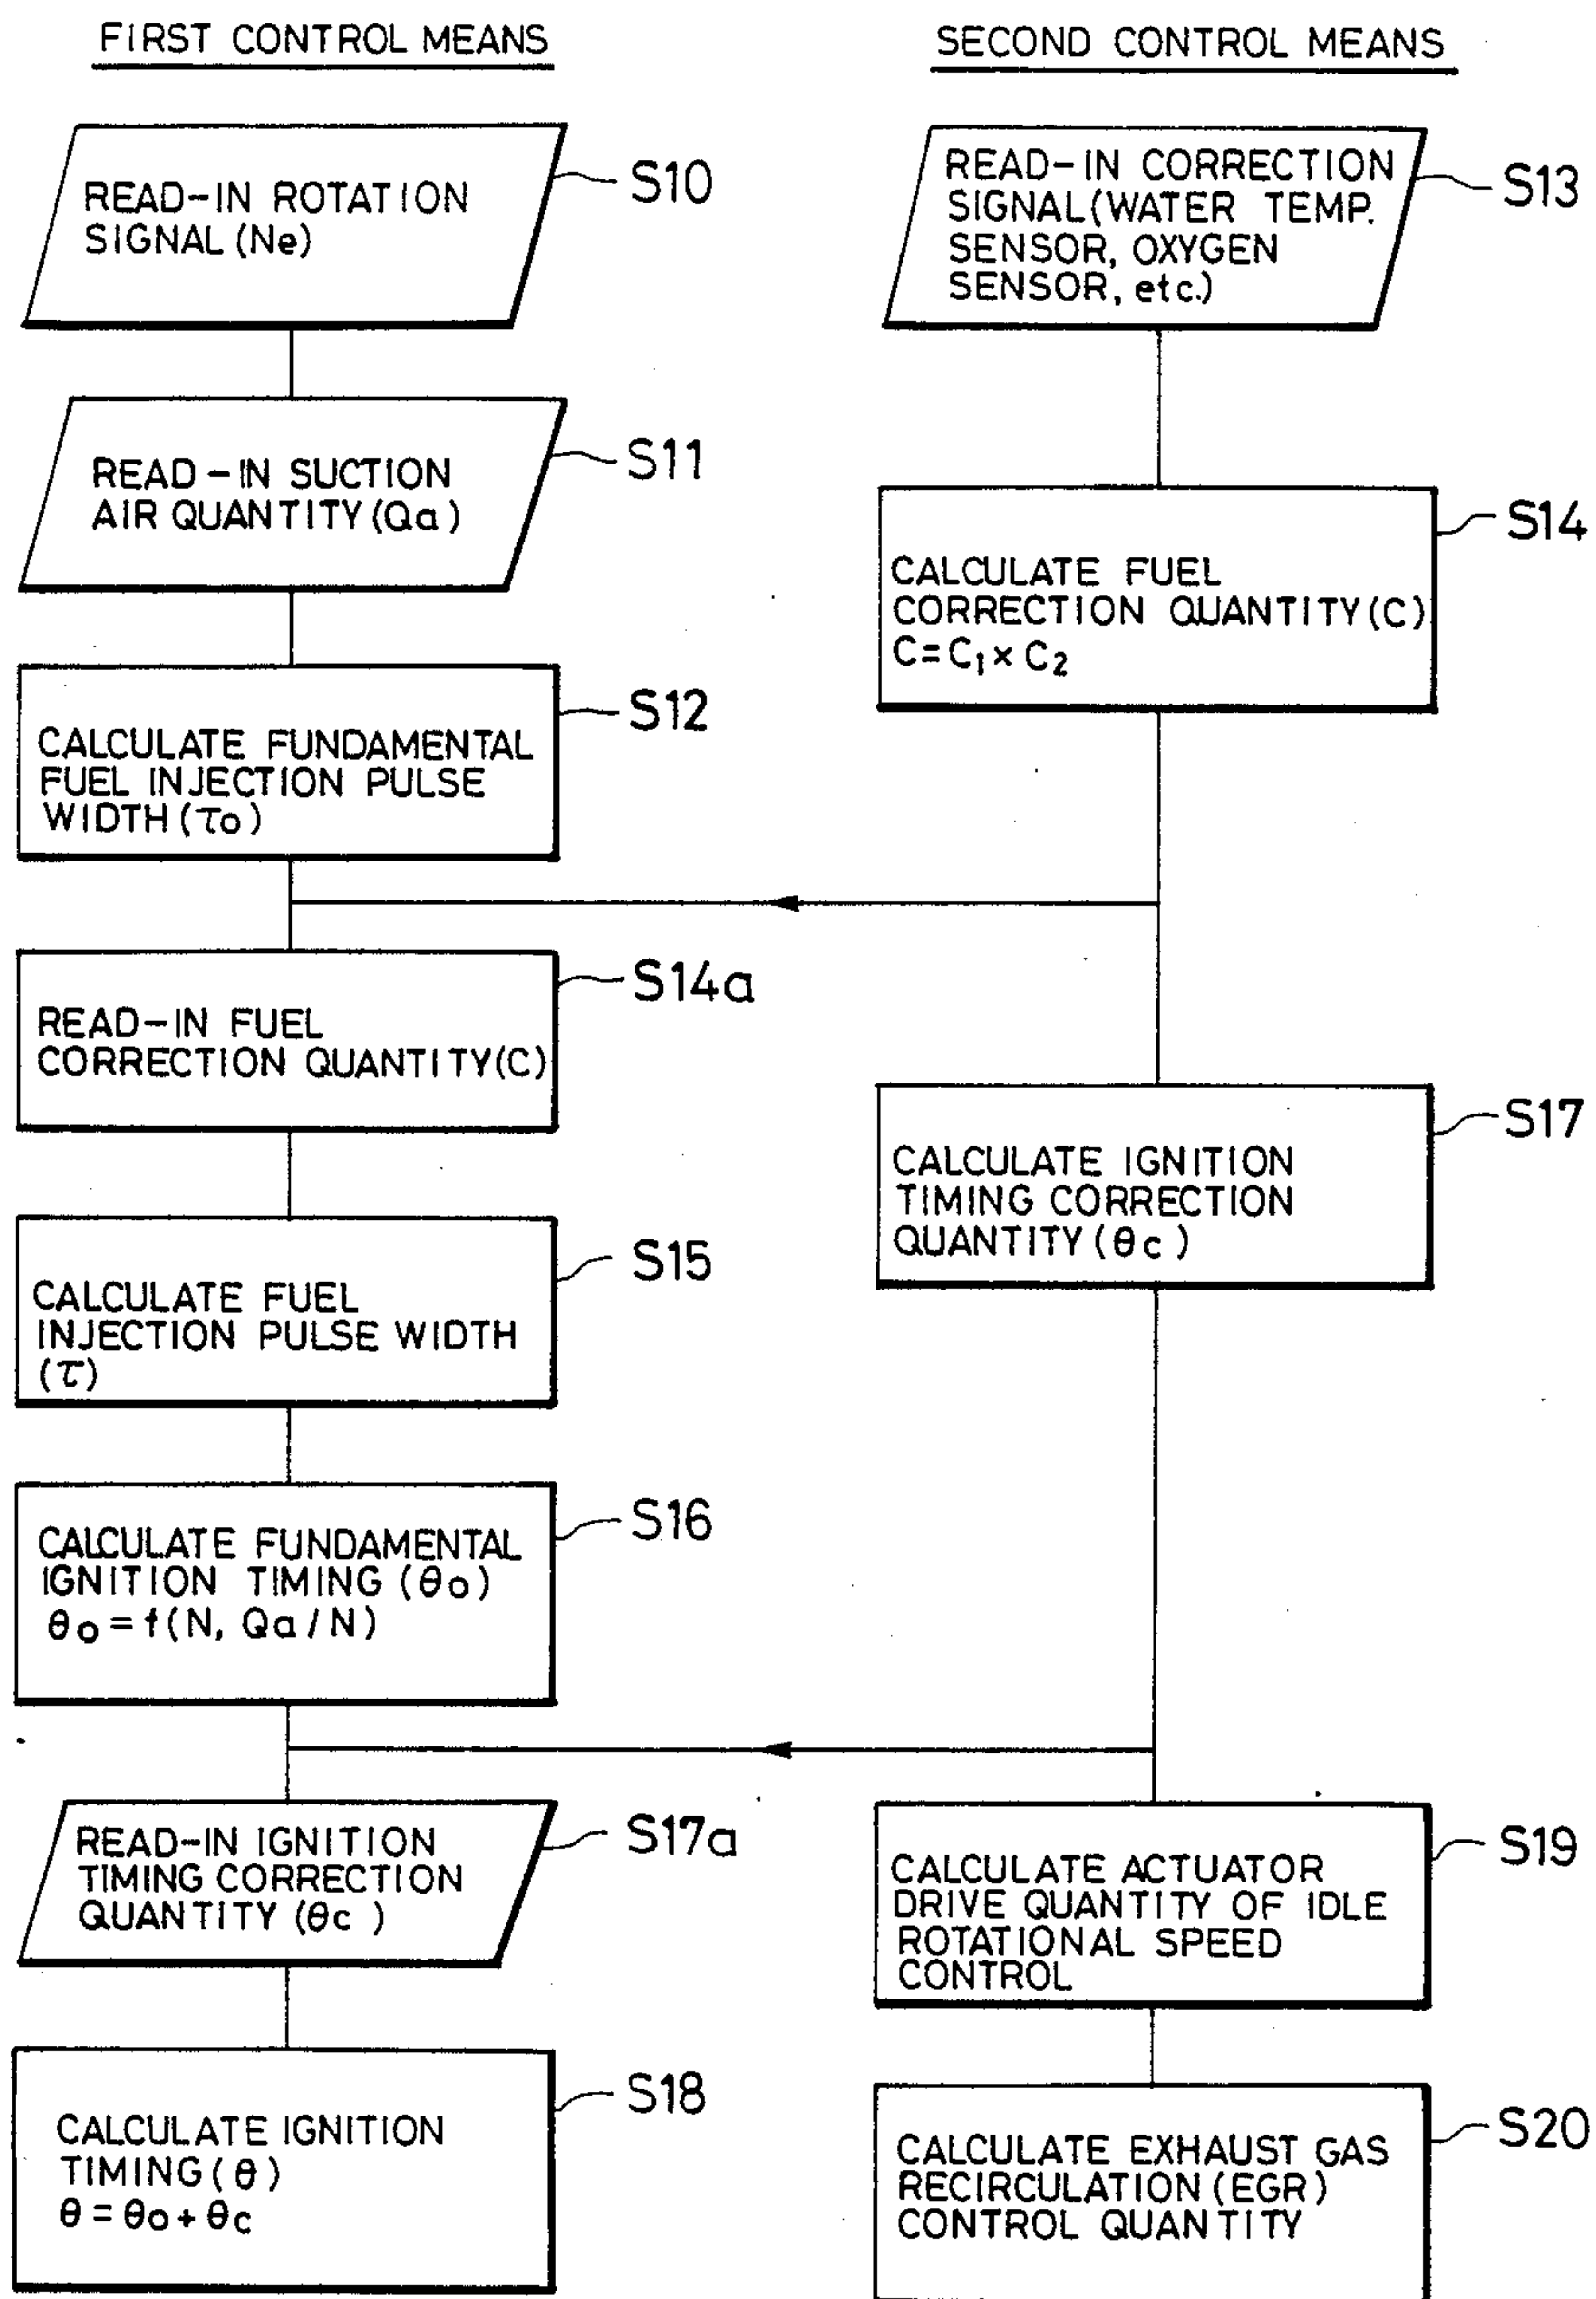 FIRST CONTROL MEANS
READ-IN ROTATION
SIGNAL (Ne)
S10
READ-IN SUCTION
AIR QUANTITY (Qa)
S11
CALCULATE FUNDAMENTAL
FUEL INJECTION PULSE
WIDTH (τo)
S12
READ-IN FUEL
CORRECTION QUANTITY (C)
S14a
CALCULATE FUEL
INJECTION PULSE WIDTH
(τ)
S15
CALCULATE FUNDAMENTAL
IGNITION TIMING (θo)
θo = f(N, Qa/N)
S16
READ-IN IGNITION
TIMING CORRECTION
QUANTITY (θc)
S17a
CALCULATE IGNITION
TIMING (θ)
θ = θo + θc
S18
SECOND CONTROL MEANS
READ-IN CORRECTION
SIGNAL (WATER TEMP.
SENSOR, OXYGEN
SENSOR, etc.)
S13
CALCULATE FUEL
CORRECTION QUANTITY (C)
C = C₁ × C₂
S14
CALCULATE IGNITION
TIMING CORRECTION
QUANTITY (θc)
S17
CALCULATE ACTUATOR
DRIVE QUANTITY OF IDLE
ROTATIONAL SPEED
CONTROL
S19
CALCULATE EXHAUST GAS
RECIRCULATION (EGR)
CONTROL QUANTITY
S20